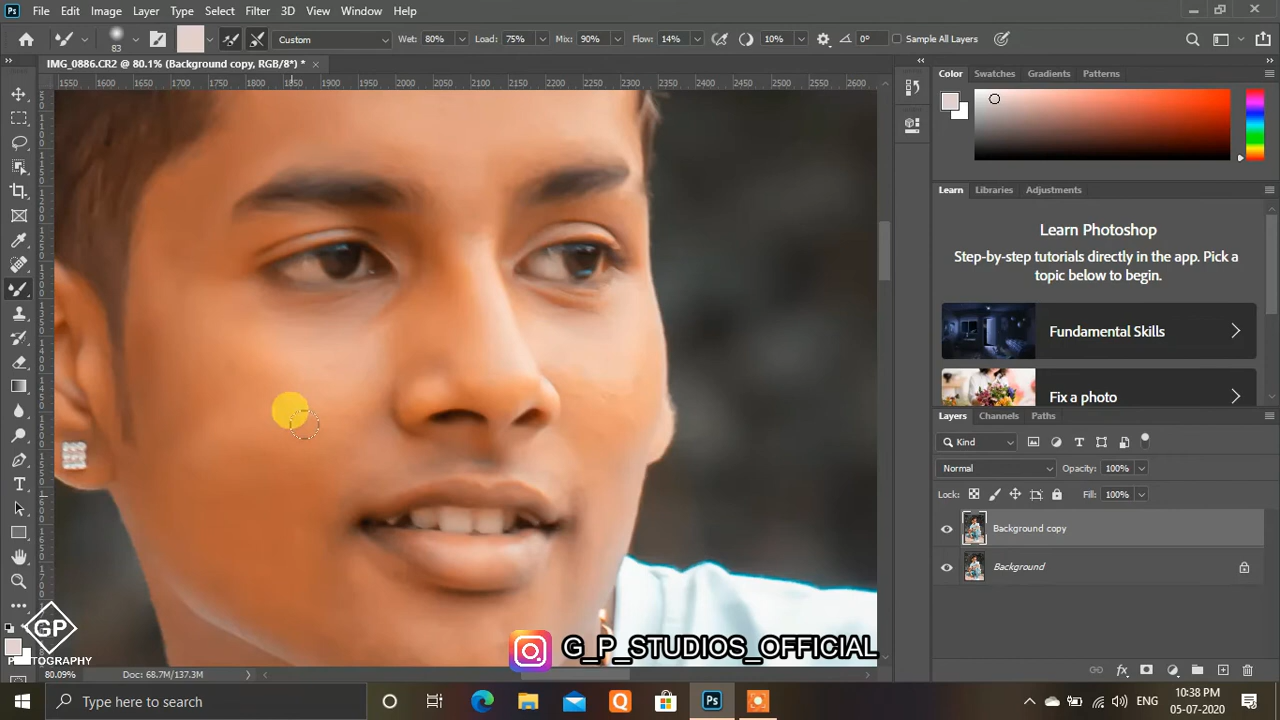 Ps File Edit Image Layer Type Select Filter 3D View Window Help
83 Custom Wet: 80% Load: 75% Mix: 90% Flow: 14% 10% 0° Sample All Layers
IMG_0886.CR2 @ 80.1% (Background copy, RGB/8*) *
1550 1600 1650 1700 1750 1800 1850 1900 1950 2000 2050 2100 2150 2200 2250 2300 2350 2400 2450 2500 2550 2600
Color Swatches Gradients Patterns
Learn Libraries Adjustments
Learn Photoshop
Step-by-step tutorials directly in the app. Pick a
topic below to begin.
Fundamental Skills
Fix a photo
Layers Channels Paths
Kind
Normal Opacity: 100%
Lock: Fill: 100%
Background copy
Background
GP
PHOTOGRAPHY
G_P_STUDIOS_OFFICIAL
80.09% Doc: 68.7M/137.3M
Type here to search
Ps
ENG
10:38 PM
05-07-2020